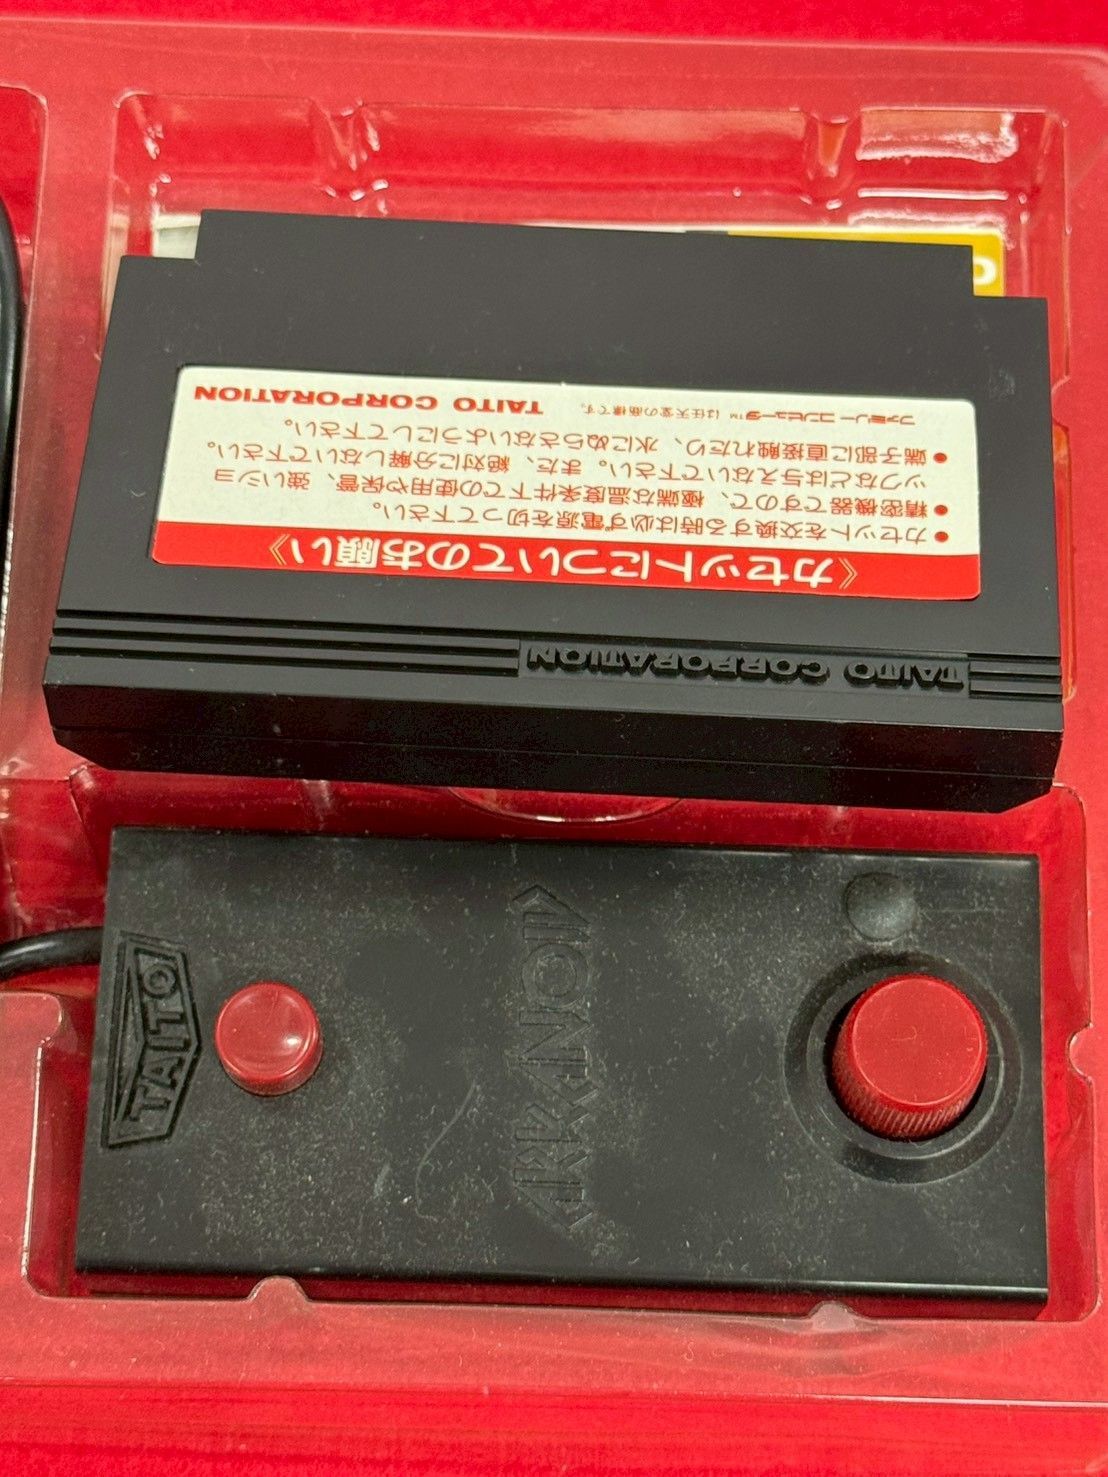 《カセットについてのお願い》
●カセットを交換する時は必ず電源を切って下さい。
●精密機器ですので、極端な温度条件下での使用や保管、強いショ
ックなどは与えないで下さい。また、絶対に分解しないで下さい。
●端子部に直接触れたり、水にぬらさないようにして下さい。
ファミリーコンピュータ™は任天堂の商標です。 TAITO CORPORATION
TAITO CORPORATION
TAITO
ARKANOID